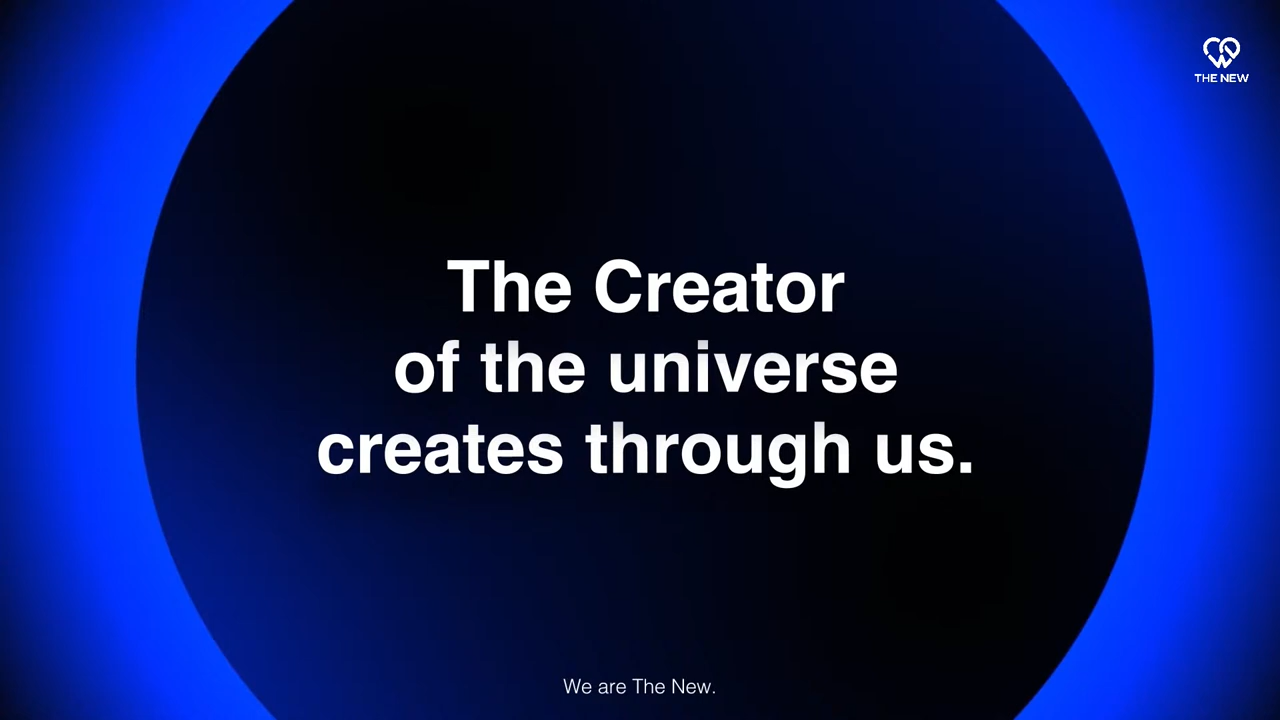 THE NEW
The Creator
of the universe
creates through us.
We are The New.